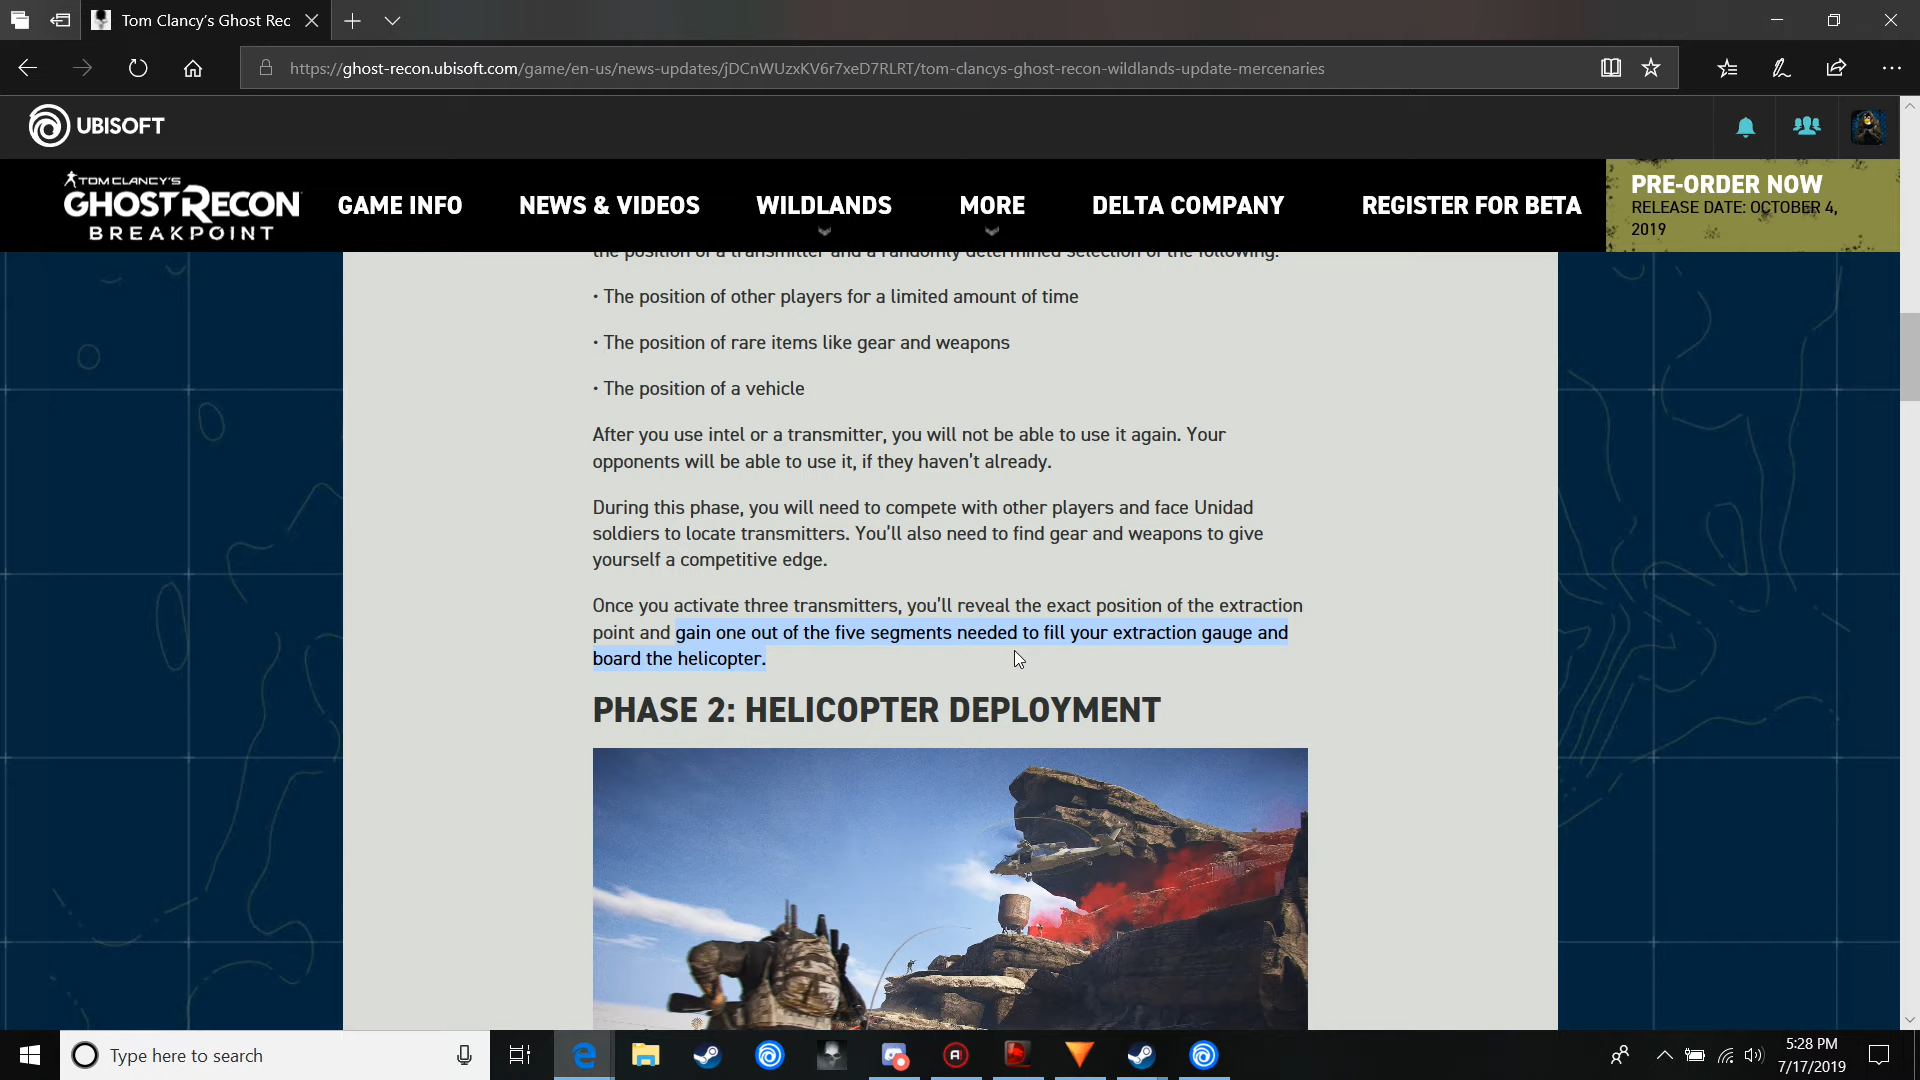 Tom Clancy's Ghost Rec
https://ghost-recon.ubisoft.com/game/en-us/news-updates/jDCnWUzxKV6r7xeD7RLRT/tom-clancys-ghost-recon-wildlands-update-mercenaries
UBISOFT
TOM CLANCY'S
GHOST RECON
BREAKPOINT
GAME INFO
NEWS & VIDEOS
WILDLANDS
MORE
DELTA COMPANY
REGISTER FOR BETA
PRE-ORDER NOW
RELEASE DATE: OCTOBER 4,
2019
the position of a transmitter and a randomly determined selection of the following:
• The position of other players for a limited amount of time
• The position of rare items like gear and weapons
• The position of a vehicle
After you use intel or a transmitter, you will not be able to use it again. Your
opponents will be able to use it, if they haven't already.
During this phase, you will need to compete with other players and face Unidad
soldiers to locate transmitters. You'll also need to find gear and weapons to give
yourself a competitive edge.
Once you activate three transmitters, you'll reveal the exact position of the extraction
point and gain one out of the five segments needed to fill your extraction gauge and
board the helicopter.
PHASE 2: HELICOPTER DEPLOYMENT
Type here to search
5:28 PM
7/17/2019